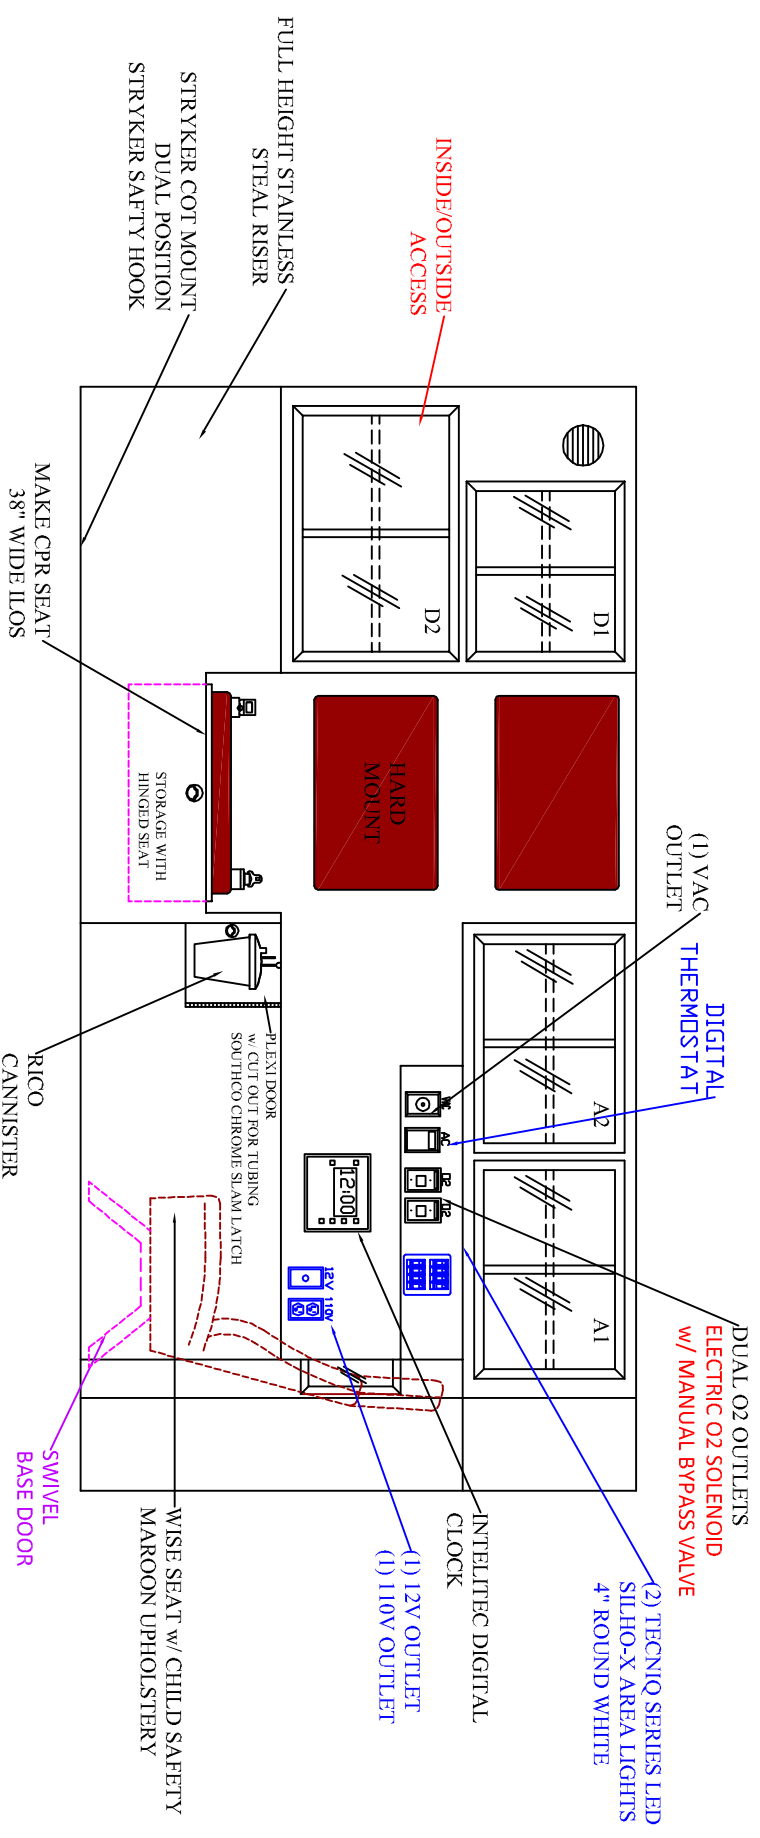 FULL HEIGHT STAINLESS
STEAL RISER
STRYKER COT MOUNT
DUAL POSITION
STRYKER SAFTY HOOK
INSIDE/OUTSIDE
ACCESS
MAKE CPR SEAT
38" WIDE ILOS
D1
D2
HARD
MOUNT
STORAGE WITH
HINGED SEAT
(1) VAC
OUTLET
DIGITAL
THERMOSTAT
A2
A1
VAC
AC
O2
O2
12:00
12V
110V
PLEXI DOOR
w/ CUT OUT FOR TUBING
SOUTHCO CHROME SLAM LATCH
RICO
CANNISTER
DUAL O2 OUTLETS
ELECTRIC O2 SOLENOID
w/ MANUAL BYPASS VALVE
(2) TECNIQ SERIES LED
SILHO-X AREA LIGHTS
4" ROUND WHITE
INTELITEC DIGITAL
CLOCK
(1) 12V OUTLET
(1) 110V OUTLET
WISE SEAT w/ CHILD SAFETY
MAROON UPHOLSTERY
SWIVEL
BASE DOOR